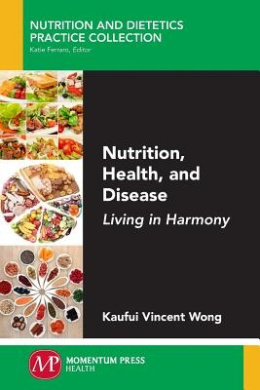 NUTRITION AND DIETETICS
PRACTICE COLLECTION
Katie Ferraro, Editor
Nutrition,
Health, and
Disease
Living in Harmony
Kaufui Vincent Wong
MOMENTUM PRESS
HEALTH